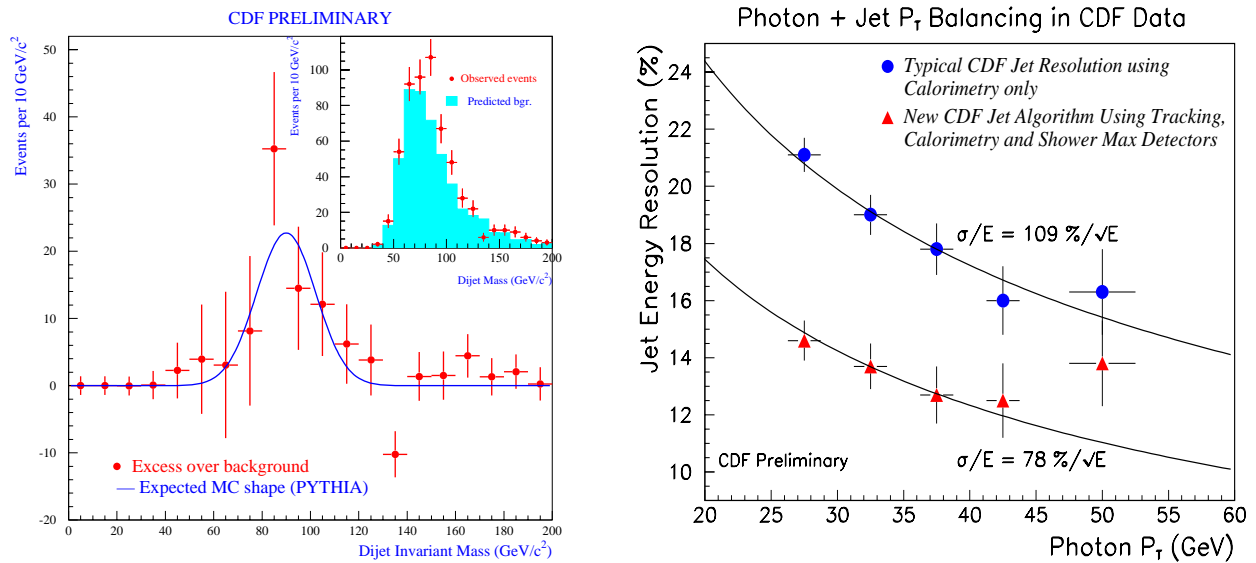 CDF PRELIMINARY
Events per 10 GeV/c²
50
40
30
20
10
0
-10
-20
0 20 40 60 80 100 120 140 160 180 200
Dijet Invariant Mass (GeV/c²)
Excess over background
Expected MC shape (PYTHIA)
Events per 10 GeV/c²
100
80
60
40
20
0
0 50 100 150 200
Dijet Mass (GeV/c²)
Observed events
Predicted bgr.
Photon + Jet P_T Balancing in CDF Data
Jet Energy Resolution (%)
24
22
20
18
16
14
12
10
Typical CDF Jet Resolution using
Calorimetry only
New CDF Jet Algorithm Using Tracking,
Calorimetry and Shower Max Detectors
σ/E = 109 %/√E
σ/E = 78 %/√E
CDF Preliminary
20 25 30 35 40 45 50 55 60
Photon P_T (GeV)